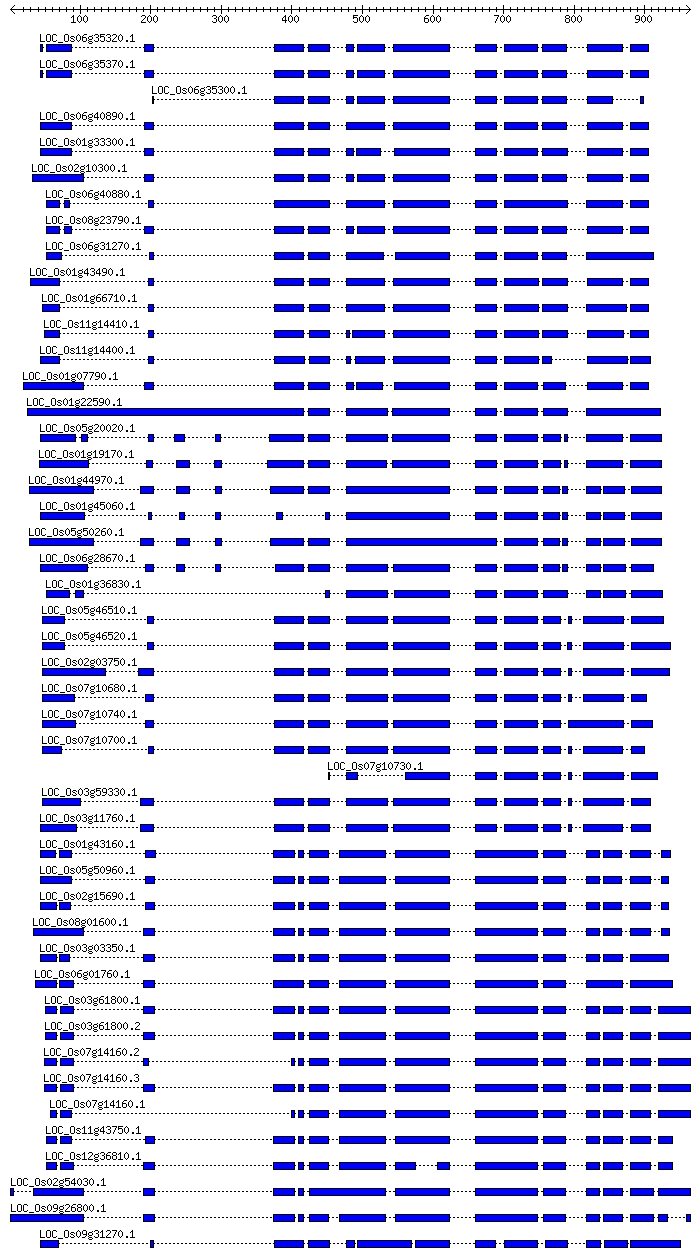 100 200 300 400 500 600 700 800 900
LOC_Os06g35320.1
LOC_Os06g35370.1
LOC_Os06g35300.1
LOC_Os06g40890.1
LOC_Os01g33300.1
LOC_Os02g10300.1
LOC_Os06g40880.1
LOC_Os08g23790.1
LOC_Os06g31270.1
LOC_Os01g43490.1
LOC_Os01g66710.1
LOC_Os11g14410.1
LOC_Os11g14400.1
LOC_Os01g07790.1
LOC_Os01g22590.1
LOC_Os05g20020.1
LOC_Os01g19170.1
LOC_Os01g44970.1
LOC_Os01g45060.1
LOC_Os05g50260.1
LOC_Os06g28670.1
LOC_Os01g36830.1
LOC_Os05g46510.1
LOC_Os05g46520.1
LOC_Os02g03750.1
LOC_Os07g10680.1
LOC_Os07g10740.1
LOC_Os07g10700.1
LOC_Os07g10730.1
LOC_Os03g59330.1
LOC_Os03g11760.1
LOC_Os01g43160.1
LOC_Os05g50960.1
LOC_Os02g15690.1
LOC_Os08g01600.1
LOC_Os03g03350.1
LOC_Os06g01760.1
LOC_Os03g61800.1
LOC_Os03g61800.2
LOC_Os07g14160.2
LOC_Os07g14160.3
LOC_Os07g14160.1
LOC_Os11g43750.1
LOC_Os12g36810.1
LOC_Os02g54030.1
LOC_Os09g26800.1
LOC_Os09g31270.1